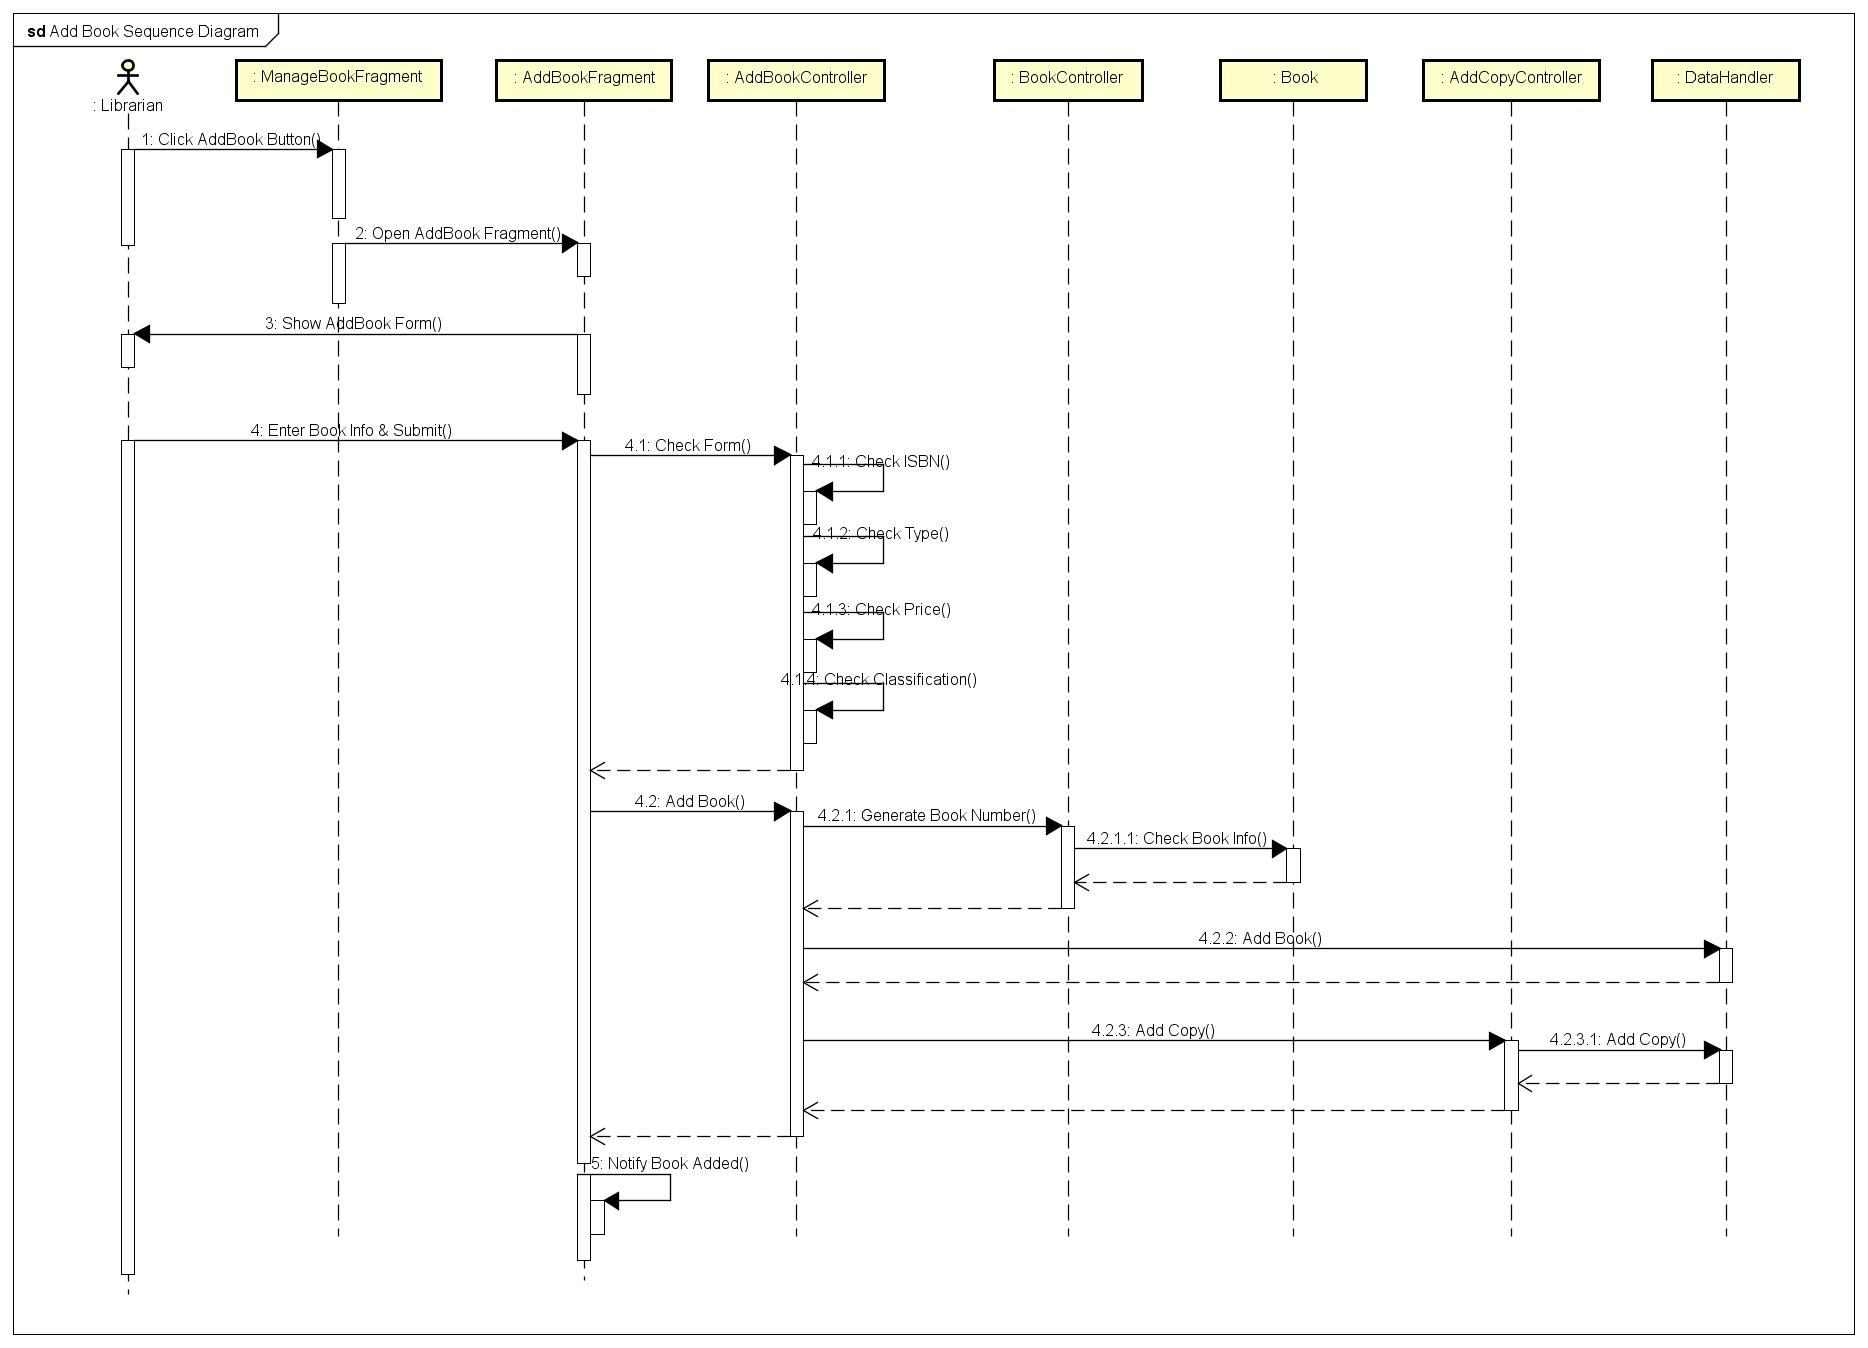 sd Add Book Sequence Diagram
: Librarian
: ManageBookFragment
: AddBookFragment
: AddBookController
: BookController
: Book
: AddCopyController
: DataHandler
1: Click AddBook Button()
2: Open AddBook Fragment()
3: Show AddBook Form()
4: Enter Book Info & Submit()
4.1: Check Form()
4.1.1: Check ISBN()
4.1.2: Check Type()
4.1.3: Check Price()
4.1.4: Check Classification()
4.2: Add Book()
4.2.1: Generate Book Number()
4.2.1.1: Check Book Info()
4.2.2: Add Book()
4.2.3: Add Copy()
4.2.3.1: Add Copy()
5: Notify Book Added()